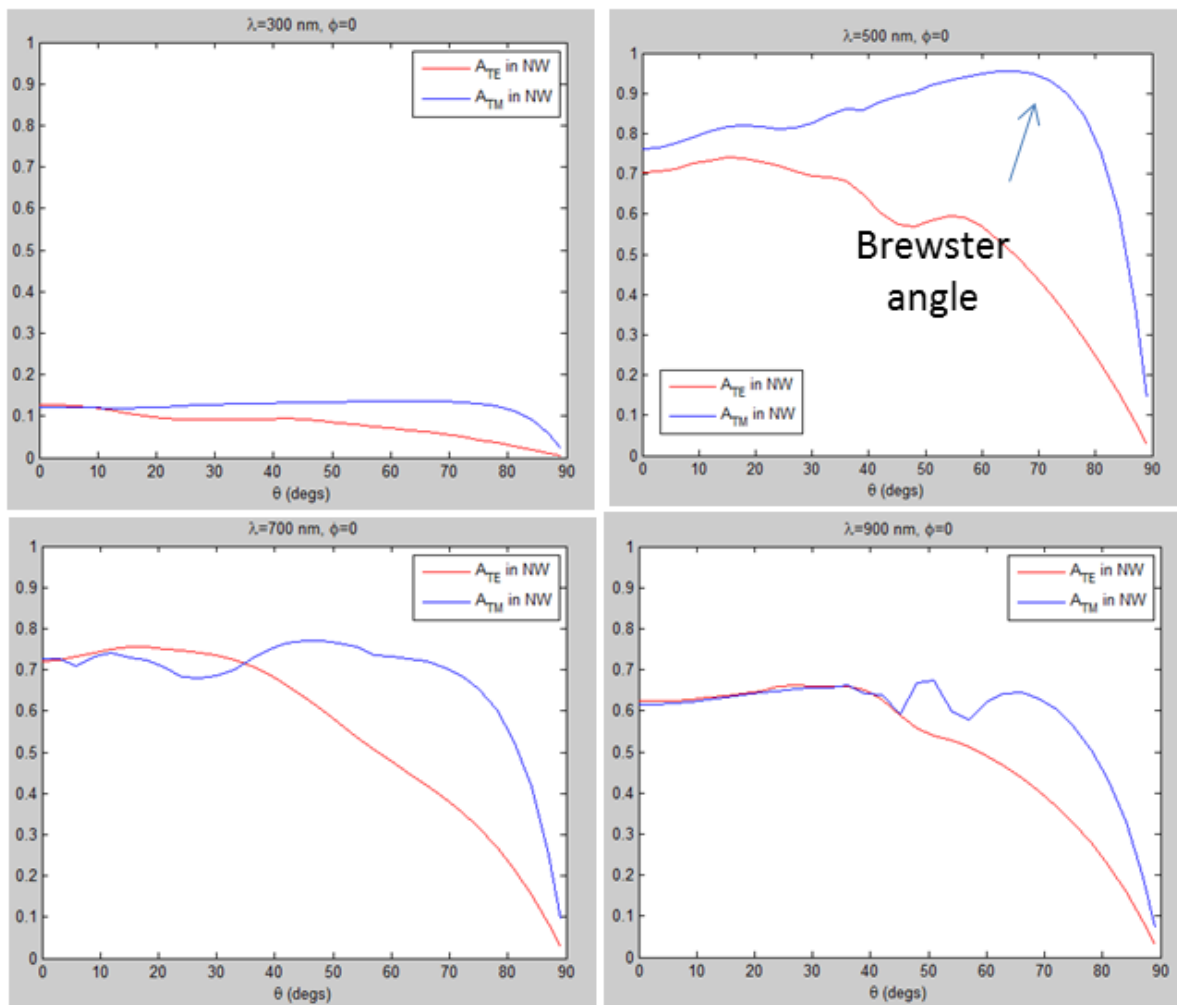 λ=300 nm, ϕ=0
1
0.9
0.8
0.7
0.6
0.5
0.4
0.3
0.2
0.1
0
A_TE in NW
A_TM in NW
0 10 20 30 40 50 60 70 80 90
θ (degs)
λ=500 nm, ϕ=0
1
0.9
0.8
0.7
0.6
0.5
0.4
0.3
0.2
0.1
0
Brewster
angle
A_TE in NW
A_TM in NW
0 10 20 30 40 50 60 70 80 90
θ (degs)
λ=700 nm, ϕ=0
1
0.9
0.8
0.7
0.6
0.5
0.4
0.3
0.2
0.1
0
A_TE in NW
A_TM in NW
0 10 20 30 40 50 60 70 80 90
θ (degs)
λ=900 nm, ϕ=0
1
0.9
0.8
0.7
0.6
0.5
0.4
0.3
0.2
0.1
0
A_TE in NW
A_TM in NW
0 10 20 30 40 50 60 70 80 90
θ (degs)